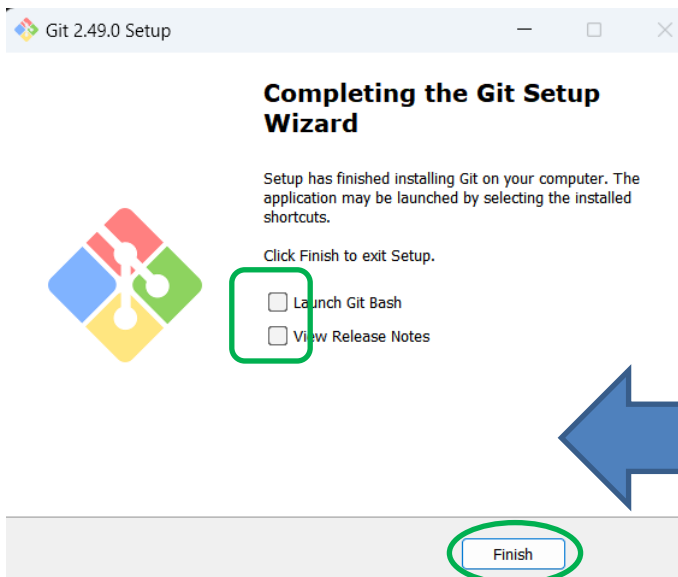 Git 2.49.0 Setup
Completing the Git Setup
Wizard
Setup has finished installing Git on your computer. The
application may be launched by selecting the installed
shortcuts.
Click Finish to exit Setup.
Launch Git Bash
View Release Notes
Finish